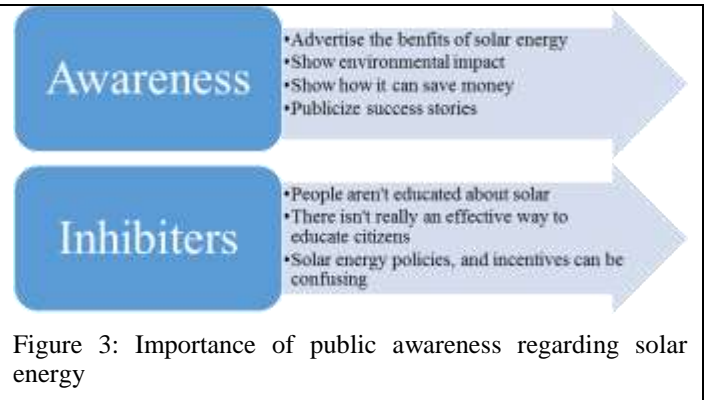 Awareness
•Advertise the benfits of solar energy
•Show environmental impact
•Show how it can save money
•Publicize success stories
Inhibiters
•People aren't educated about solar
•There isn't really an effective way to
educate citizens
•Solar energy policies, and incentives can be
confusing
Figure 3: Importance of public awareness regarding solar
energy